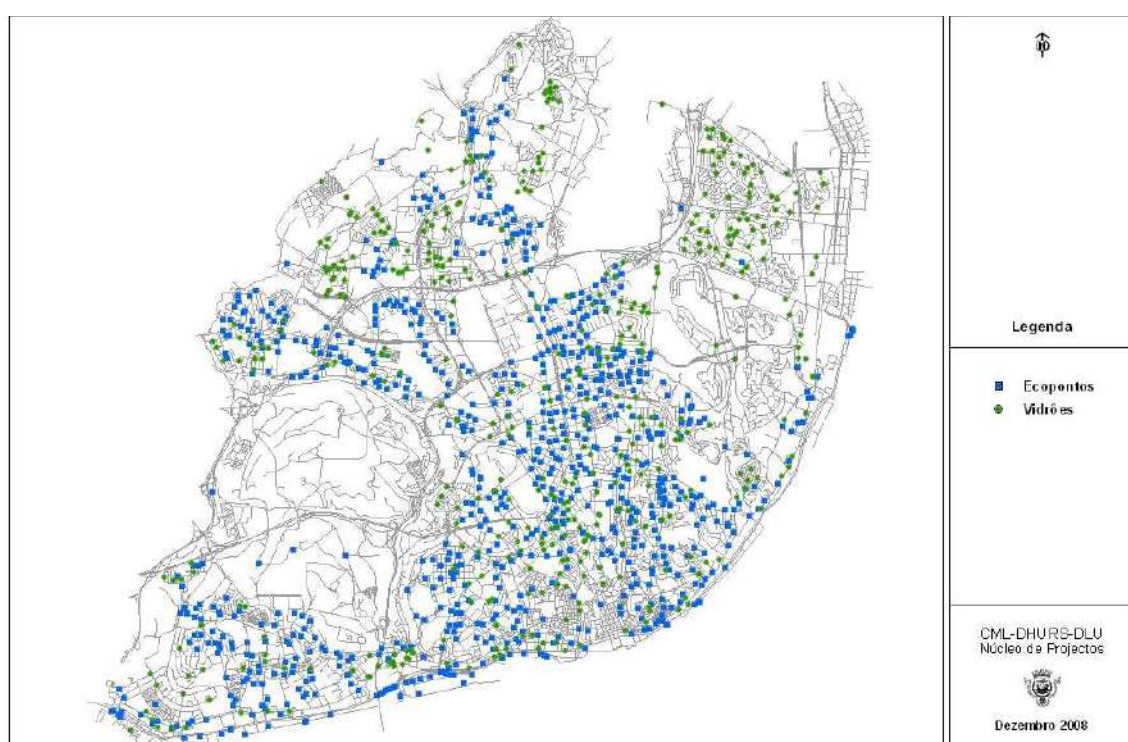 Legenda
Ecopontos
Vidrões
CML-DHURS-DLU
Núcleo de Projectos
Dezembro 2008